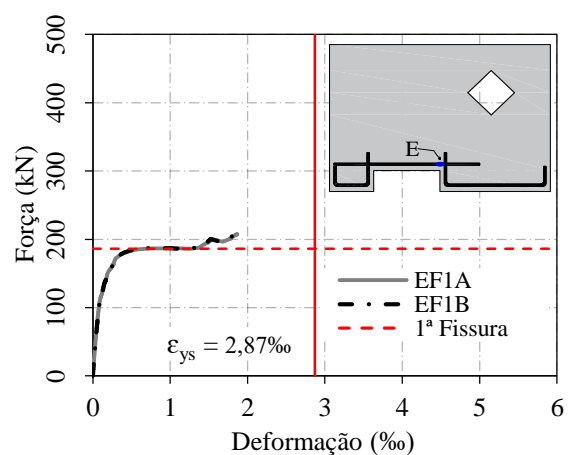 500
400
300
200
100
0
Força (kN)
E
EF1A
EF1B
1ª Fissura
εys = 2,87‰
0 1 2 3 4 5 6
Deformação (‰)